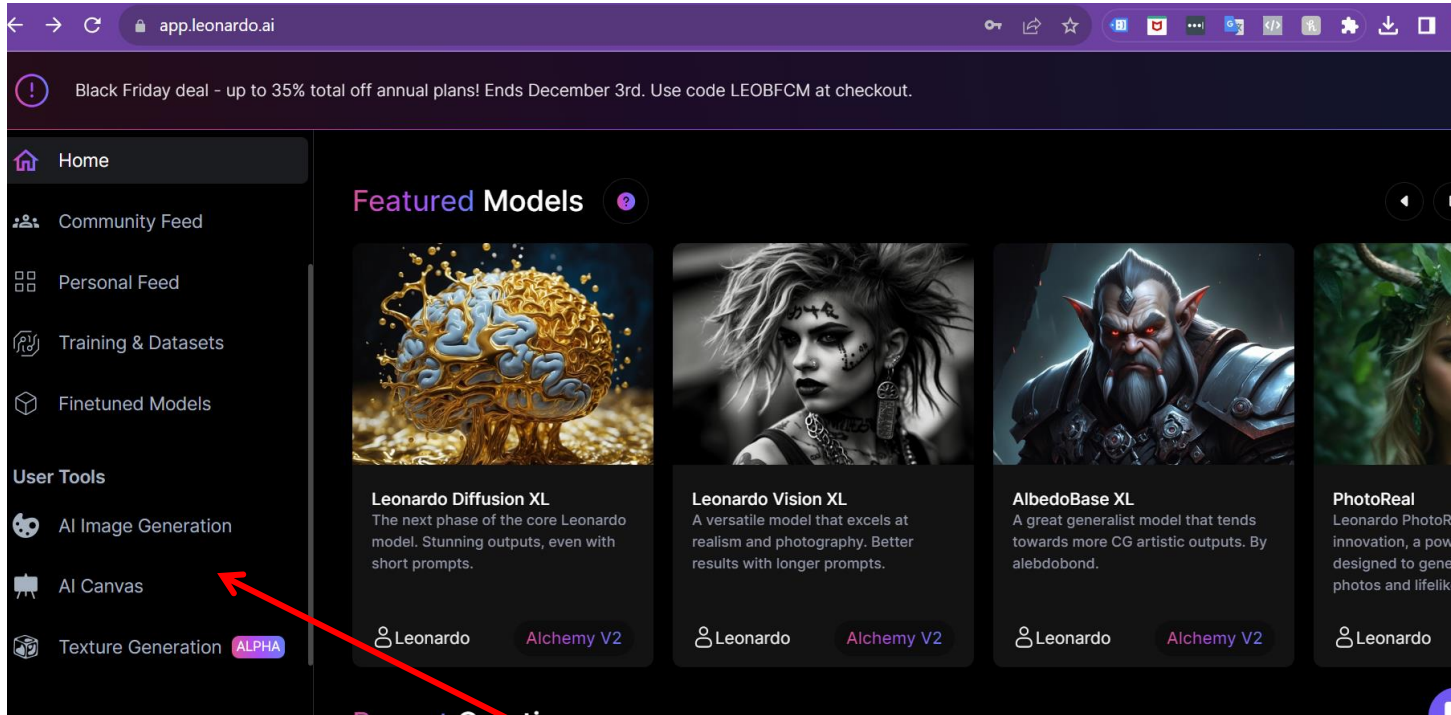 app.leonardo.ai
Black Friday deal - up to 35% total off annual plans! Ends December 3rd. Use code LEOBFCM at checkout.
Home
Community Feed
Personal Feed
Training & Datasets
Finetuned Models
User Tools
AI Image Generation
AI Canvas
Texture Generation ALPHA
Featured Models ?
Leonardo Diffusion XL
The next phase of the core Leonardo
model. Stunning outputs, even with
short prompts.
Leonardo Alchemy V2
Leonardo Vision XL
A versatile model that excels at
realism and photography. Better
results with longer prompts.
Leonardo Alchemy V2
AlbedoBase XL
A great generalist model that tends
towards more CG artistic outputs. By
alebdobond.
Leonardo Alchemy V2
PhotoReal
Leonardo PhotoR
innovation, a pow
designed to gene
photos and lifelik
Leonardo